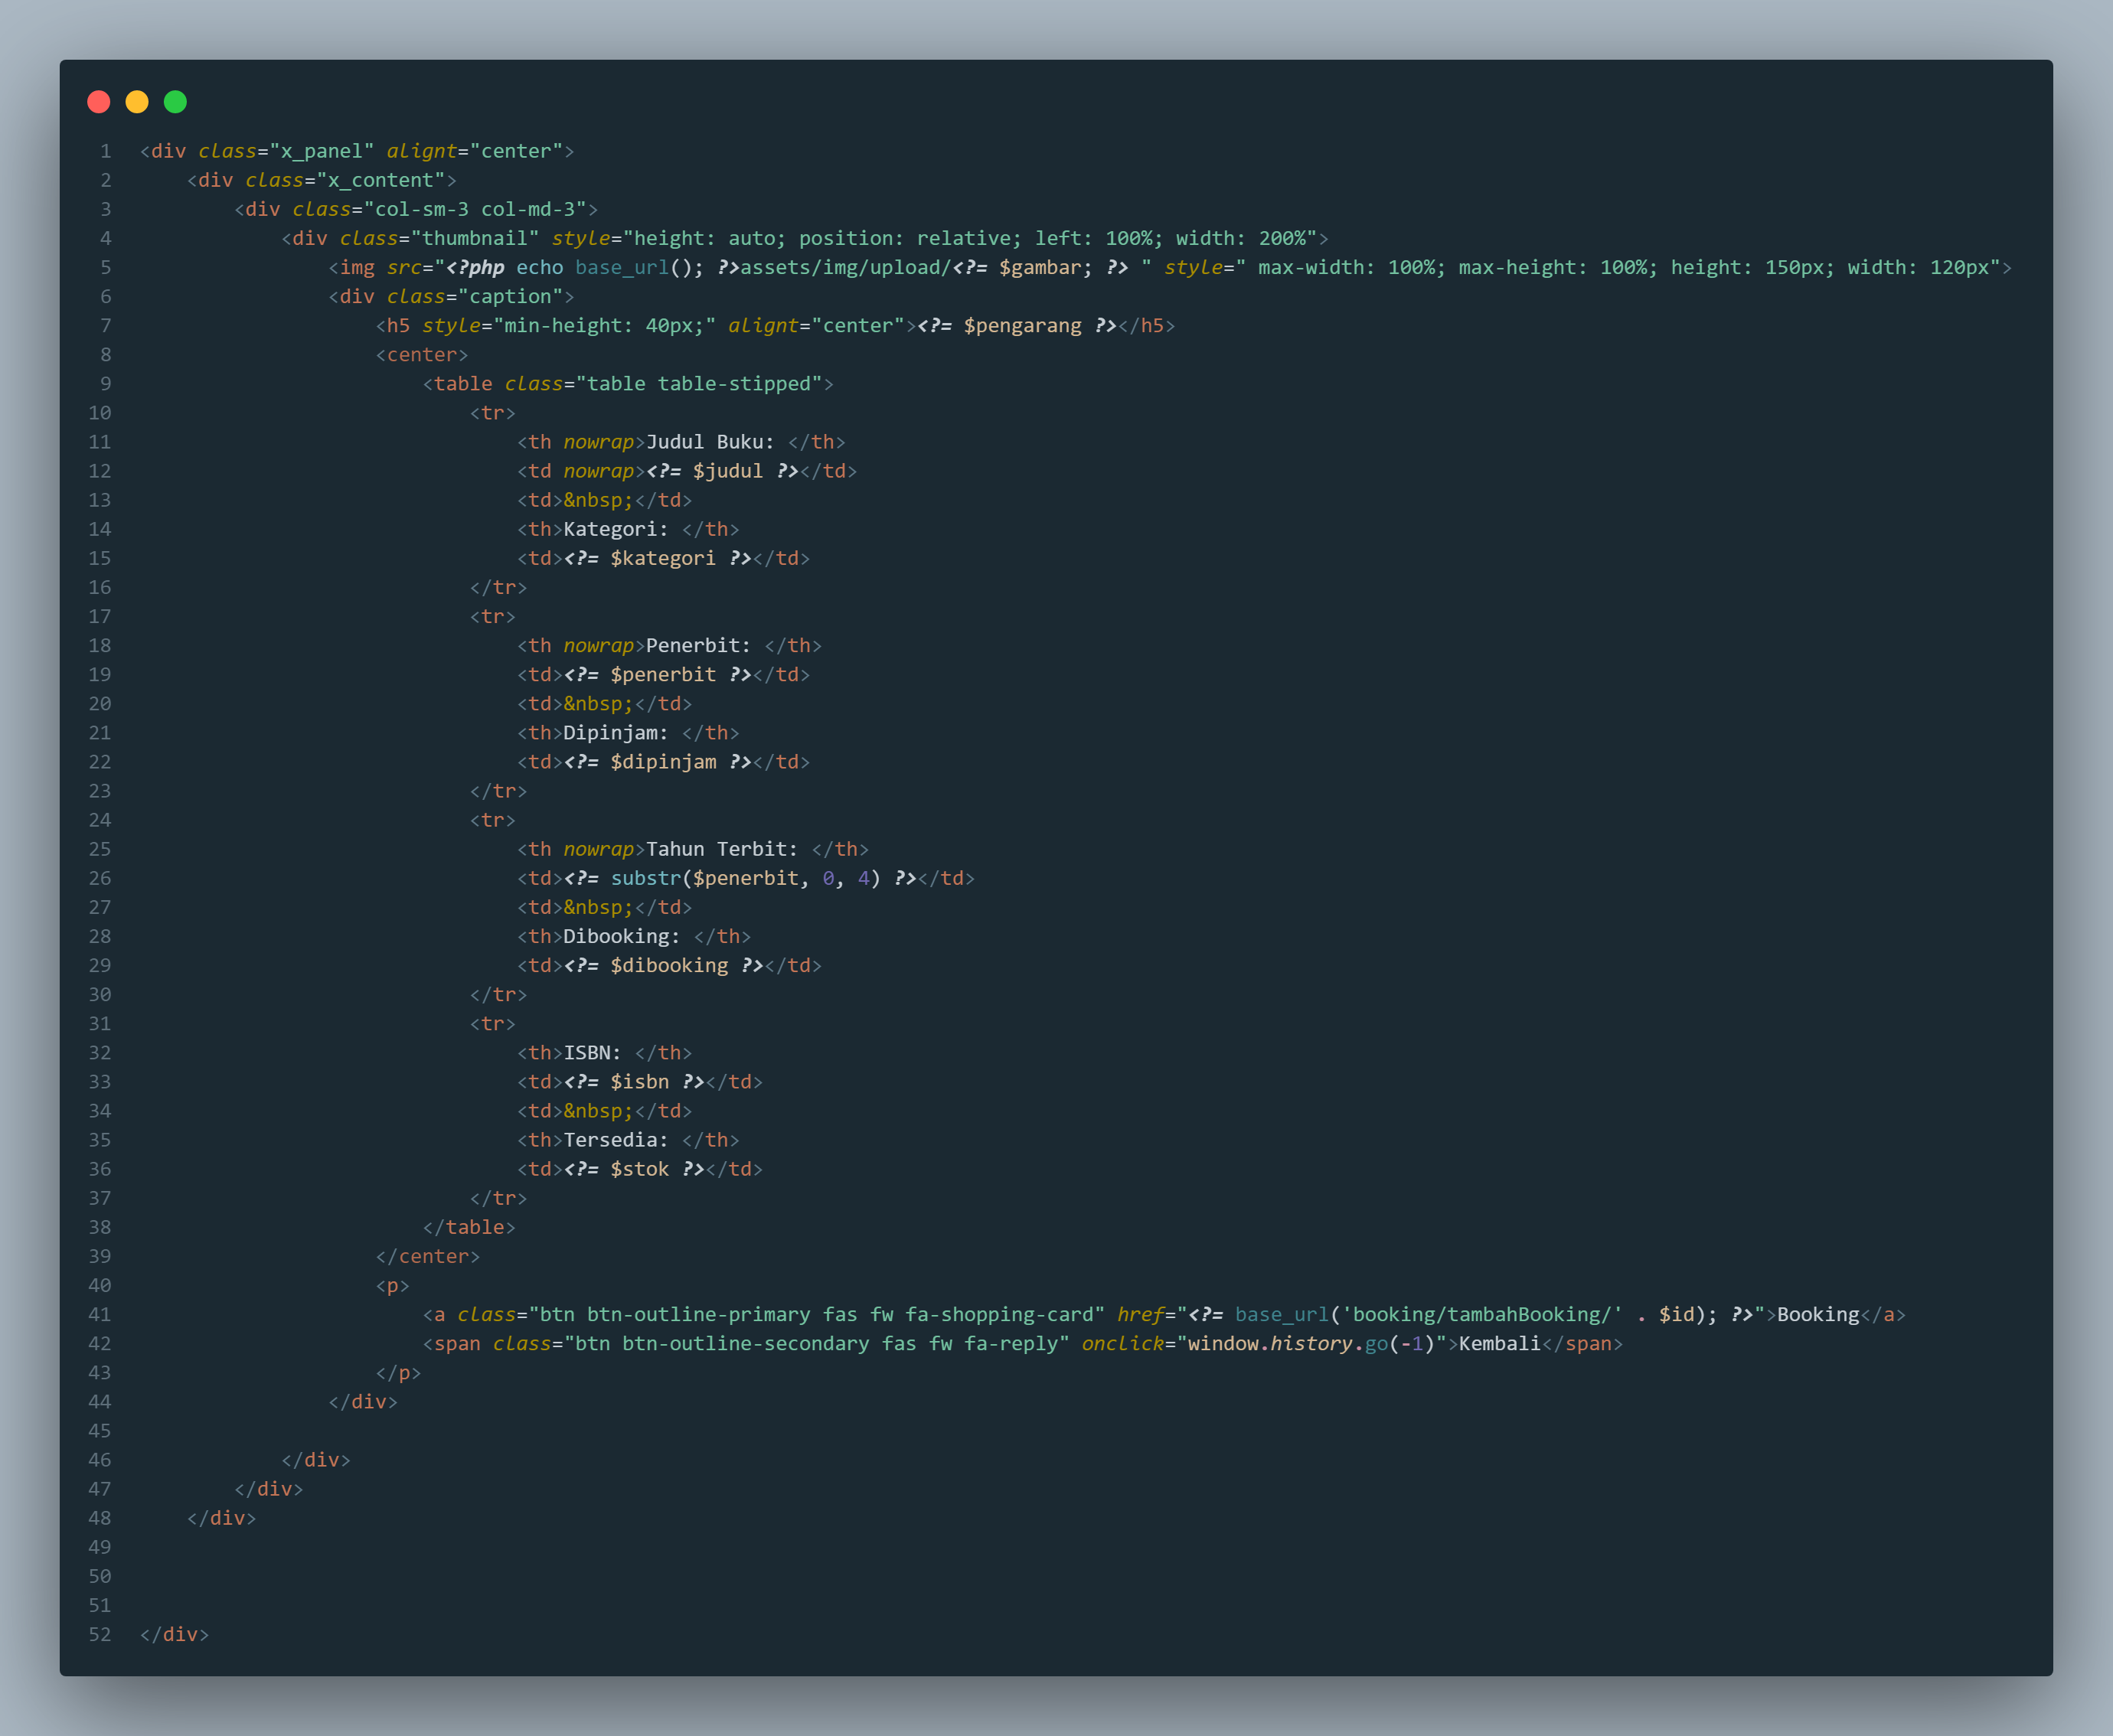 1 <div class="x_panel" alignt="center">
2     <div class="x_content">
3         <div class="col-sm-3 col-md-3">
4             <div class="thumbnail" style="height: auto; position: relative; left: 100%; width: 200%">
5                 <img src="<?php echo base_url(); ?>assets/img/upload/<?= $gambar; ?> " style=" max-width: 100%; max-height: 100%; height: 150px; width: 120px">
6                 <div class="caption">
7                     <h5 style="min-height: 40px;" alignt="center"><?= $pengarang ?></h5>
8                     <center>
9                         <table class="table table-stipped">
10                             <tr>
11                                 <th nowrap>Judul Buku: </th>
12                                 <td nowrap><?= $judul ?></td>
13                                 <td>&nbsp;</td>
14                                 <th>Kategori: </th>
15                                 <td><?= $kategori ?></td>
16                             </tr>
17                             <tr>
18                                 <th nowrap>Penerbit: </th>
19                                 <td><?= $penerbit ?></td>
20                                 <td>&nbsp;</td>
21                                 <th>Dipinjam: </th>
22                                 <td><?= $dipinjam ?></td>
23                             </tr>
24                             <tr>
25                                 <th nowrap>Tahun Terbit: </th>
26                                 <td><?= substr($penerbit, 0, 4) ?></td>
27                                 <td>&nbsp;</td>
28                                 <th>Dibooking: </th>
29                                 <td><?= $dibooking ?></td>
30                             </tr>
31                             <tr>
32                                 <th>ISBN: </th>
33                                 <td><?= $isbn ?></td>
34                                 <td>&nbsp;</td>
35                                 <th>Tersedia: </th>
36                                 <td><?= $stok ?></td>
37                             </tr>
38                         </table>
39                     </center>
40                     <p>
41                         <a class="btn btn-outline-primary fas fw fa-shopping-card" href="<?= base_url('booking/tambahBooking/' . $id); ?>">Booking</a>
42                         <span class="btn btn-outline-secondary fas fw fa-reply" onclick="window.history.go(-1)">Kembali</span>
43                     </p>
44                 </div>
45
46             </div>
47         </div>
48     </div>
49
50
51
52 </div>